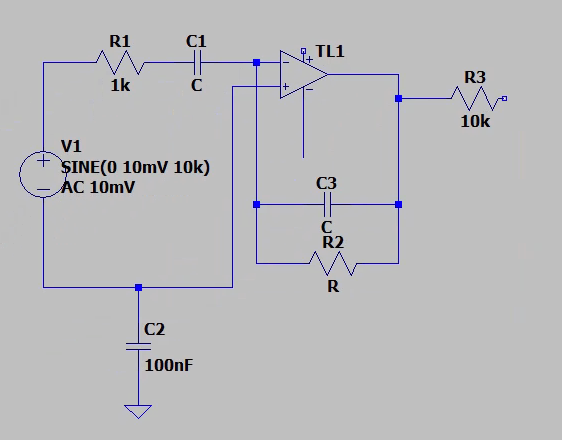 R1
1k
C1
C
TL1
R3
10k
V1
SINE(0 10mV 10k)
AC 10mV
C3
C
R2
R
C2
100nF